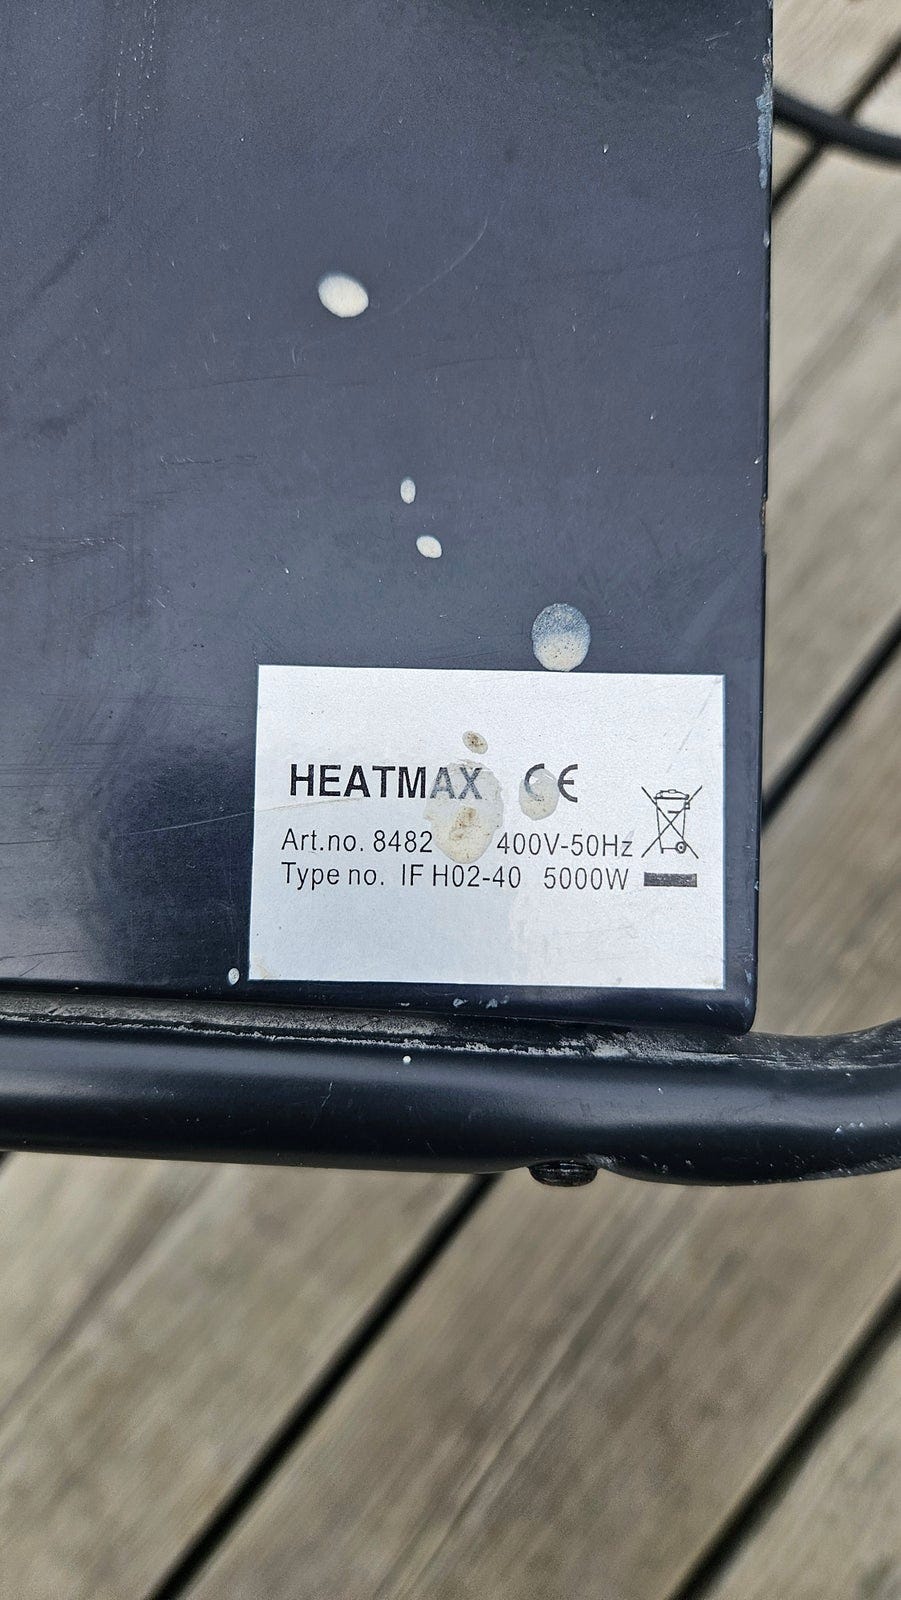 HEATMAX CE
Art.no. 8482 400V-50Hz
Type no. IF H02-40 5000W